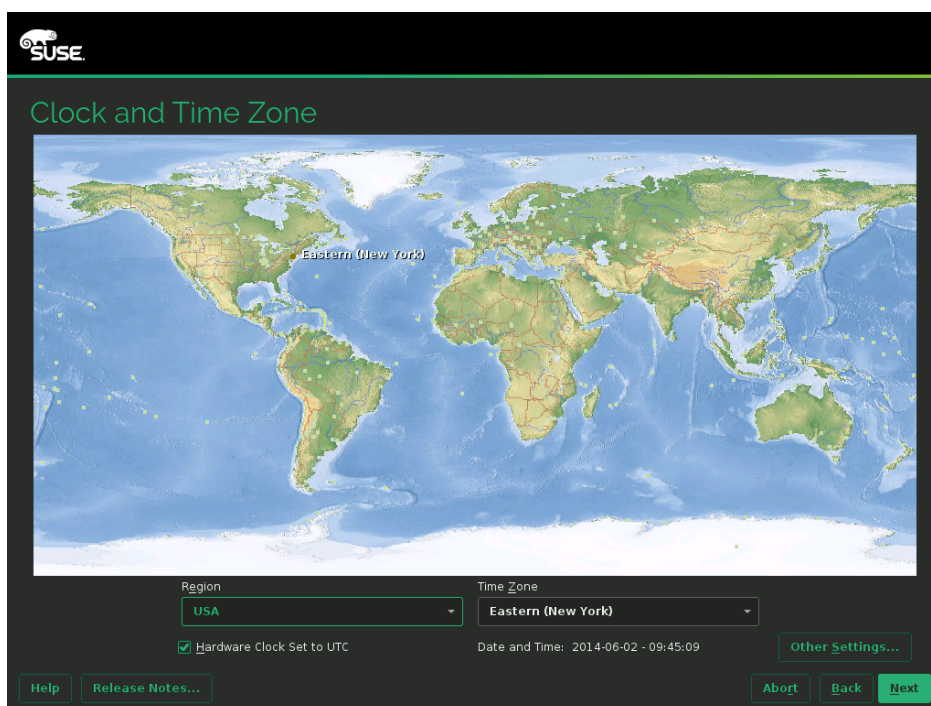 SUSE.
Clock and Time Zone
Eastern (New York)
Region
Time Zone
USA
Eastern (New York)
Hardware Clock Set to UTC
Date and Time: 2014-06-02 - 09:45:09
Other Settings...
Help
Release Notes...
Abort
Back
Next